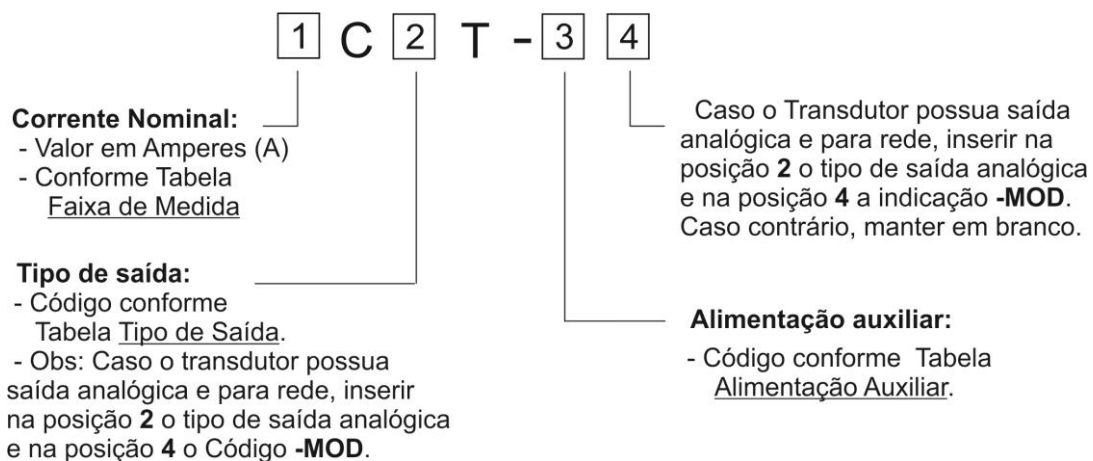 1 C 2 T - 3 4
Corrente Nominal:
- Valor em Amperes (A)
- Conforme Tabela
Faixa de Medida
Tipo de saída:
- Código conforme
Tabela Tipo de Saída.
- Obs: Caso o transdutor possua
saída analógica e para rede, inserir
na posição 2 o tipo de saída analógica
e na posição 4 o Código -MOD.
Caso o Transdutor possua saída
analógica e para rede, inserir na
posição 2 o tipo de saída analógica
e na posição 4 a indicação -MOD.
Caso contrário, manter em branco.
Alimentação auxiliar:
- Código conforme Tabela
Alimentação Auxiliar.